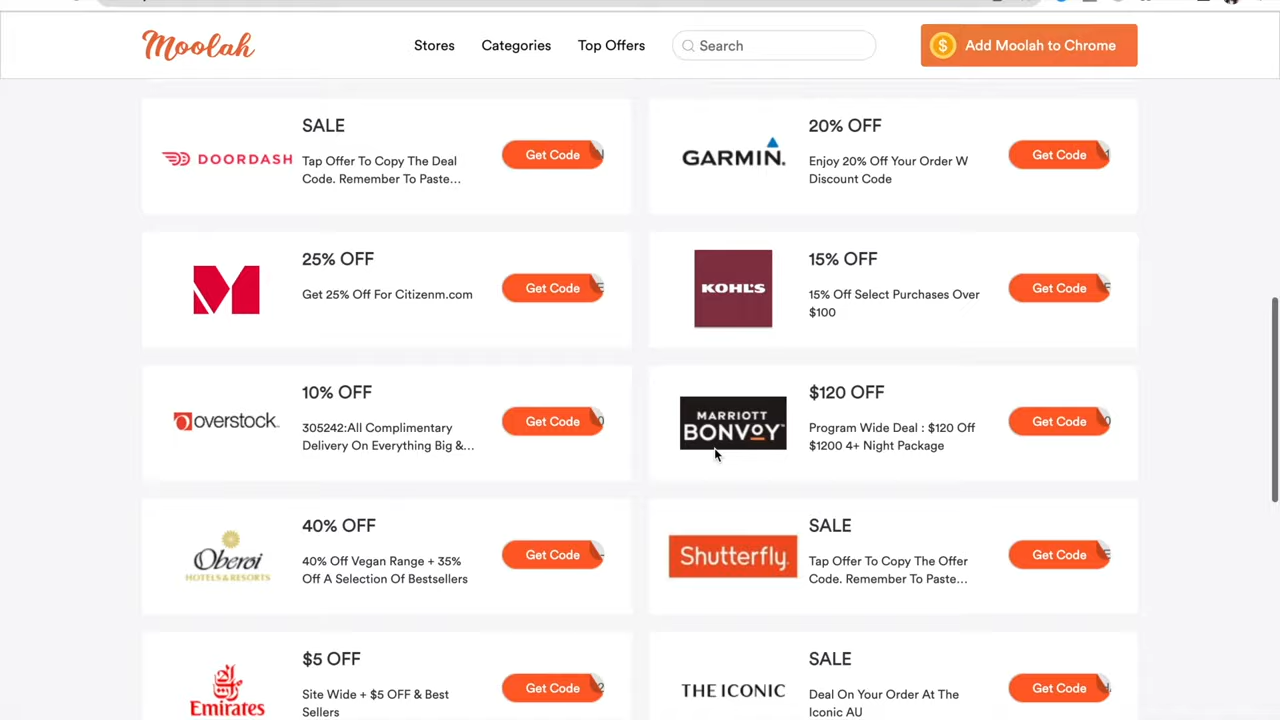 Moolah
Stores
Categories
Top Offers
Search
$
Add Moolah to Chrome
DOORDASH
SALE
Tap Offer To Copy The Deal
Code. Remember To Paste...
Get Code
GARMIN.
20% OFF
Enjoy 20% Off Your Order W
Discount Code
Get Code
25% OFF
Get 25% Off For Citizenm.com
Get Code
KOHL'S
15% OFF
15% Off Select Purchases Over
$100
Get Code
overstock.
10% OFF
305242:All Complimentary
Delivery On Everything Big &...
Get Code
MARRIOTT
BONVOY
$120 OFF
Program Wide Deal : $120 Off
$1200 4+ Night Package
Get Code
Oberoi
HOTELS & RESORTS
40% OFF
40% Off Vegan Range + 35%
Off A Selection Of Bestsellers
Get Code
Shutterfly.
SALE
Tap Offer To Copy The Offer
Code. Remember To Paste...
Get Code
Emirates
$5 OFF
Site Wide + $5 OFF & Best
Sellers
Get Code
THE ICONIC
SALE
Deal On Your Order At The
Iconic AU
Get Code